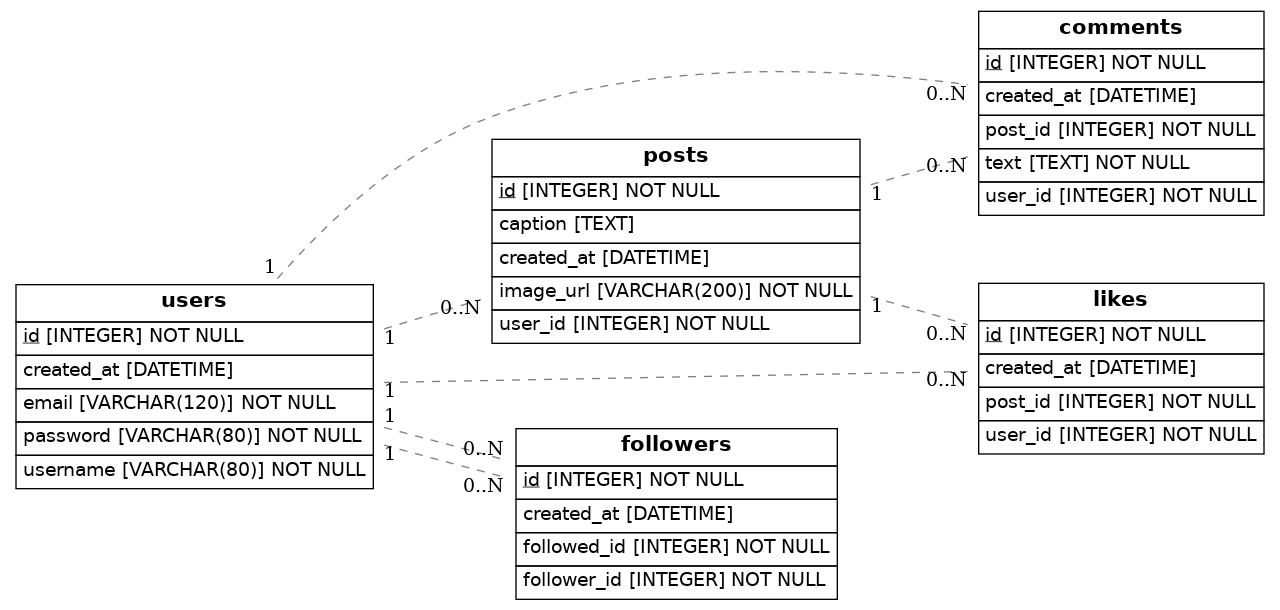 comments
id [INTEGER] NOT NULL
created_at [DATETIME]
post_id [INTEGER] NOT NULL
text [TEXT] NOT NULL
user_id [INTEGER] NOT NULL
0..N
0..N
posts
id [INTEGER] NOT NULL
caption [TEXT]
created_at [DATETIME]
image_url [VARCHAR(200)] NOT NULL
user_id [INTEGER] NOT NULL
1
1
0..N
1
users
id [INTEGER] NOT NULL
created_at [DATETIME]
email [VARCHAR(120)] NOT NULL
password [VARCHAR(80)] NOT NULL
username [VARCHAR(80)] NOT NULL
1
1
1
1
likes
id [INTEGER] NOT NULL
created_at [DATETIME]
post_id [INTEGER] NOT NULL
user_id [INTEGER] NOT NULL
0..N
0..N
followers
id [INTEGER] NOT NULL
created_at [DATETIME]
followed_id [INTEGER] NOT NULL
follower_id [INTEGER] NOT NULL
0..N
0..N